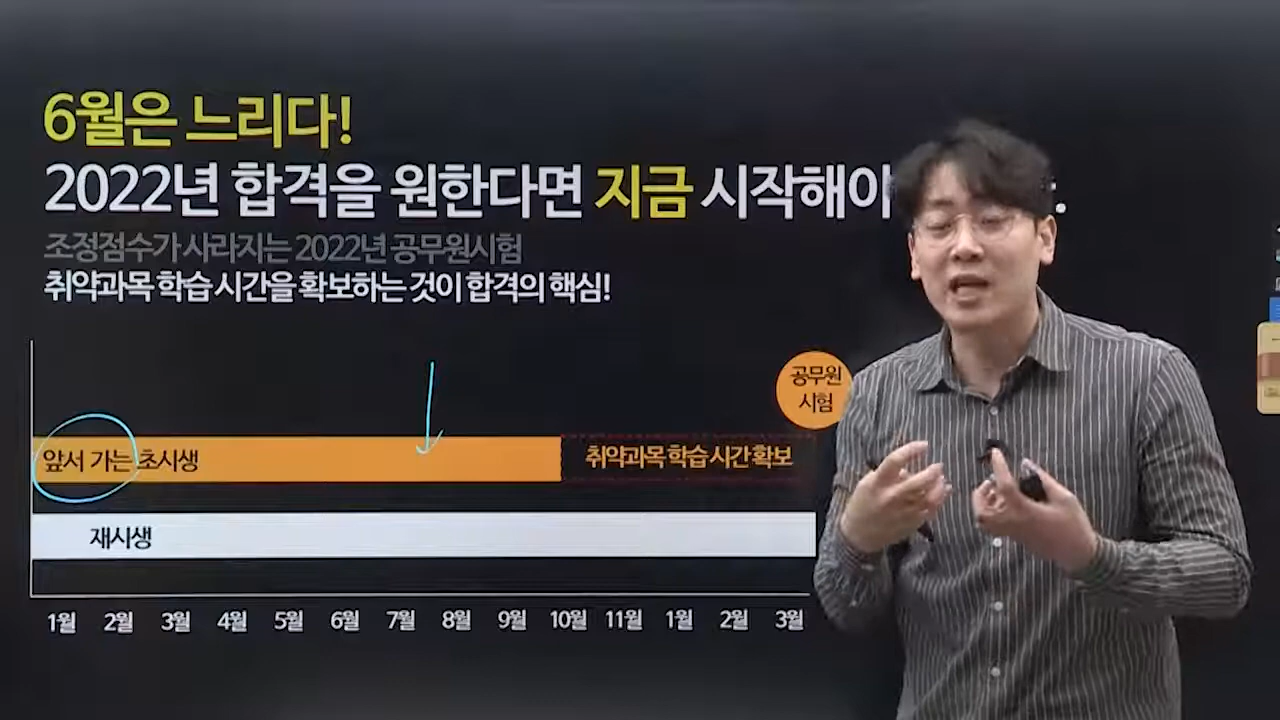 6월은 느리다!
2022년 합격을 원한다면 지금 시작해야
조정점수가 사라지는 2022년 공무원시험
취약과목 학습 시간을 확보하는 것이 합격의 핵심!
공무원
시험
앞서 가는 초시생
취약과목 학습 시간 확보
재시생
1월 2월 3월 4월 5월 6월 7월 8월 9월 10월 11월 1월 2월 3월